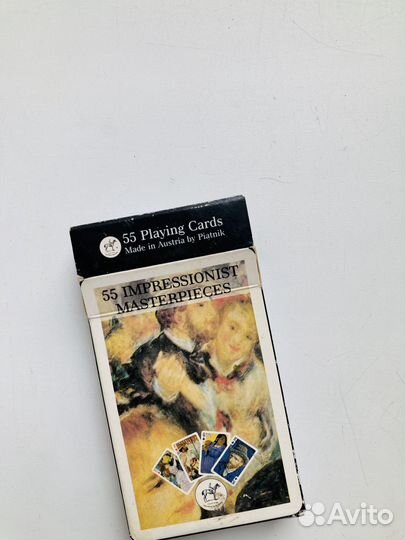 55 Playing Cards
Made in Austria by Piatnik
55 IMPRESSIONIST
MASTERPIECES
Avito